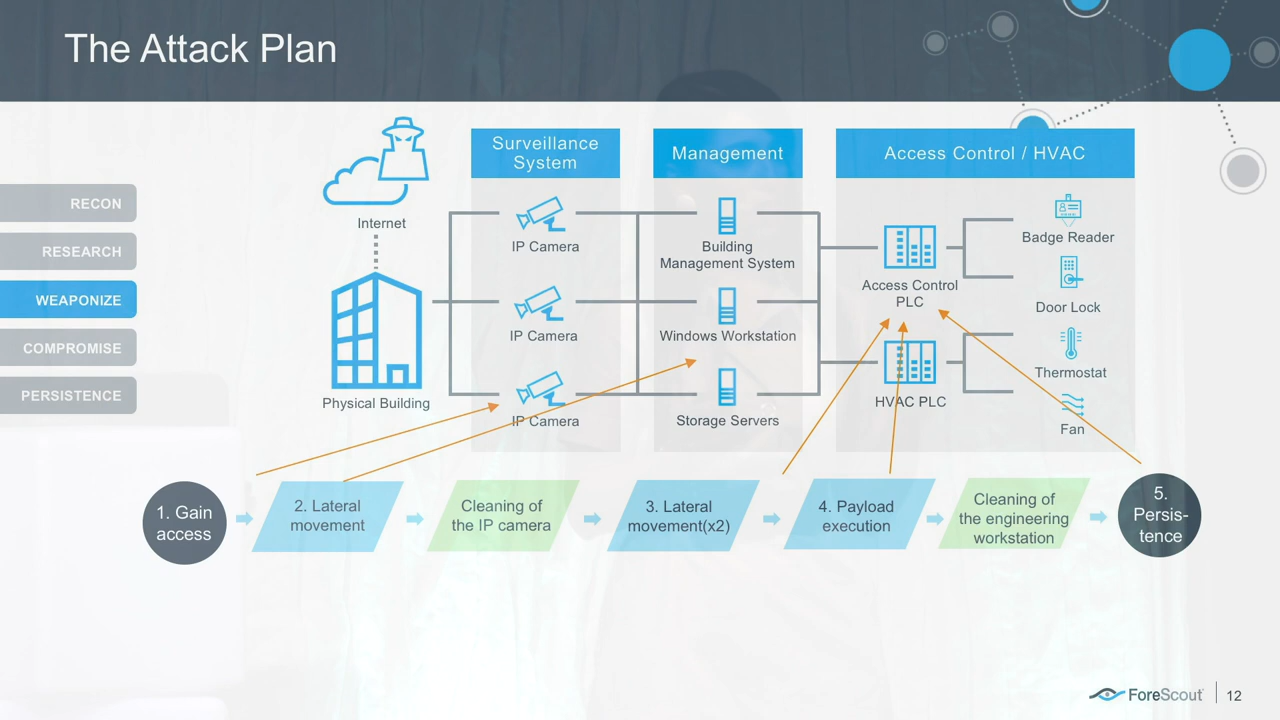 The Attack Plan
RECON
RESEARCH
WEAPONIZE
COMPROMISE
PERSISTENCE
Internet
Physical Building
Surveillance
System
IP Camera
IP Camera
IP Camera
Management
Building
Management System
Windows Workstation
Storage Servers
Access Control / HVAC
Access Control
PLC
HVAC PLC
Badge Reader
Door Lock
Thermostat
Fan
1. Gain
access
2. Lateral
movement
Cleaning of
the IP camera
3. Lateral
movement(x2)
4. Payload
execution
Cleaning of
the engineering
workstation
5.
Persis-
tence
ForeScout
12